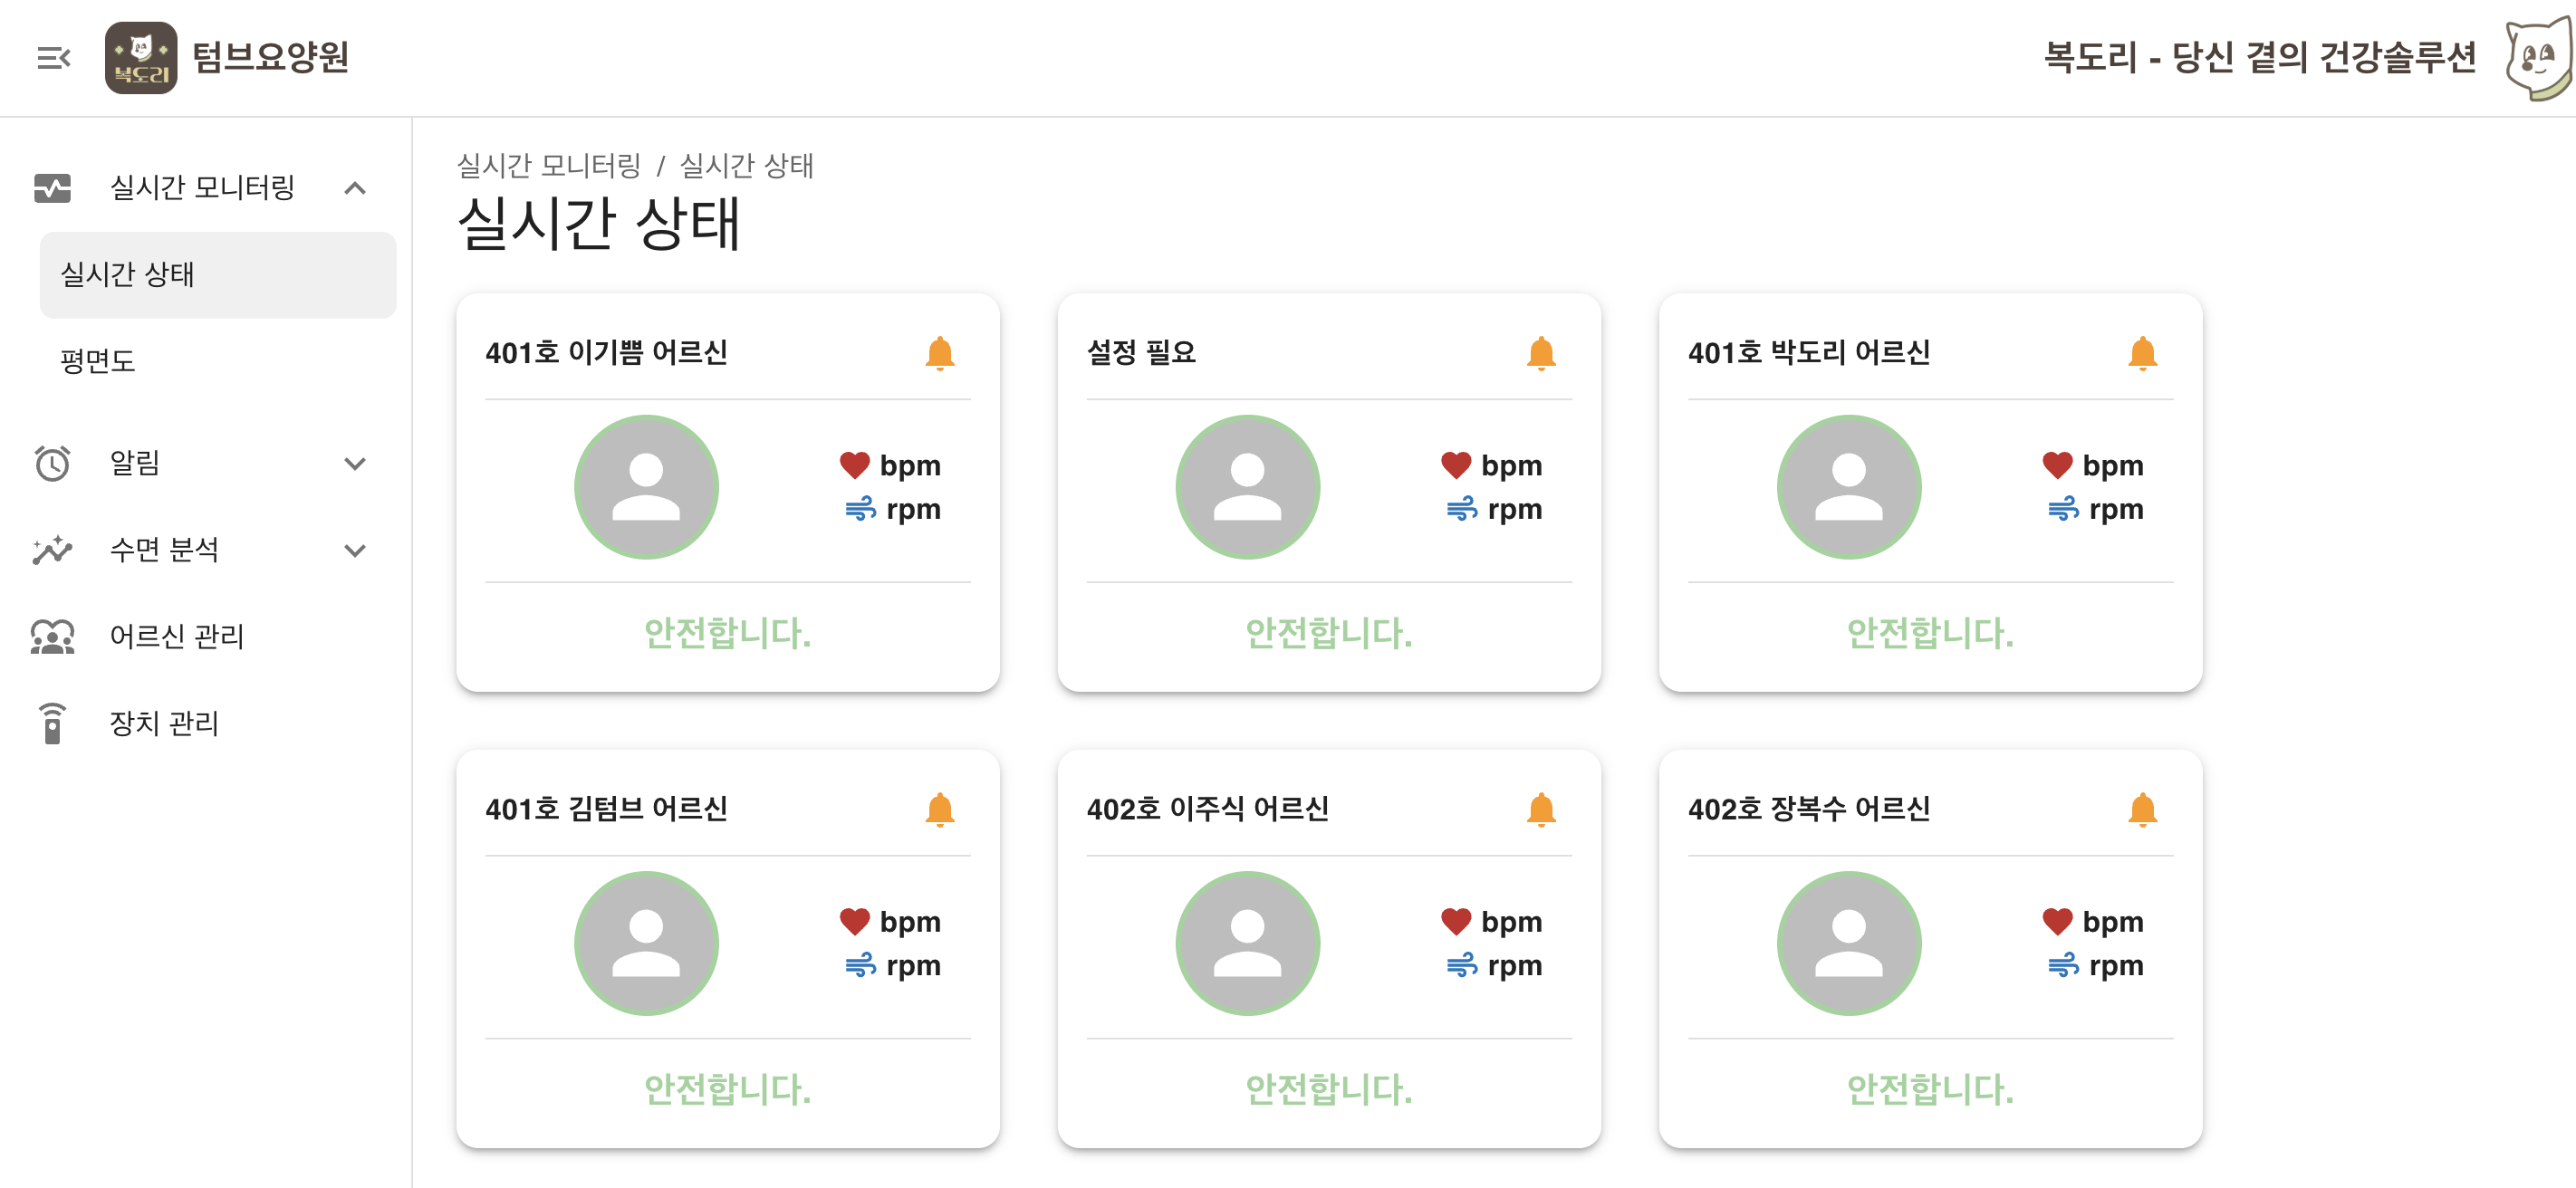 복도리
텀브요양원
복도리 - 당신 곁의 건강솔루션
실시간 모니터링
실시간 상태
평면도
알림
수면 분석
어르신 관리
장치 관리
실시간 모니터링 / 실시간 상태
실시간 상태
401호 이기쁨 어르신
bpm
rpm
안전합니다.
설정 필요
bpm
rpm
안전합니다.
401호 박도리 어르신
bpm
rpm
안전합니다.
401호 김텀브 어르신
bpm
rpm
안전합니다.
402호 이주식 어르신
bpm
rpm
안전합니다.
402호 장복수 어르신
bpm
rpm
안전합니다.